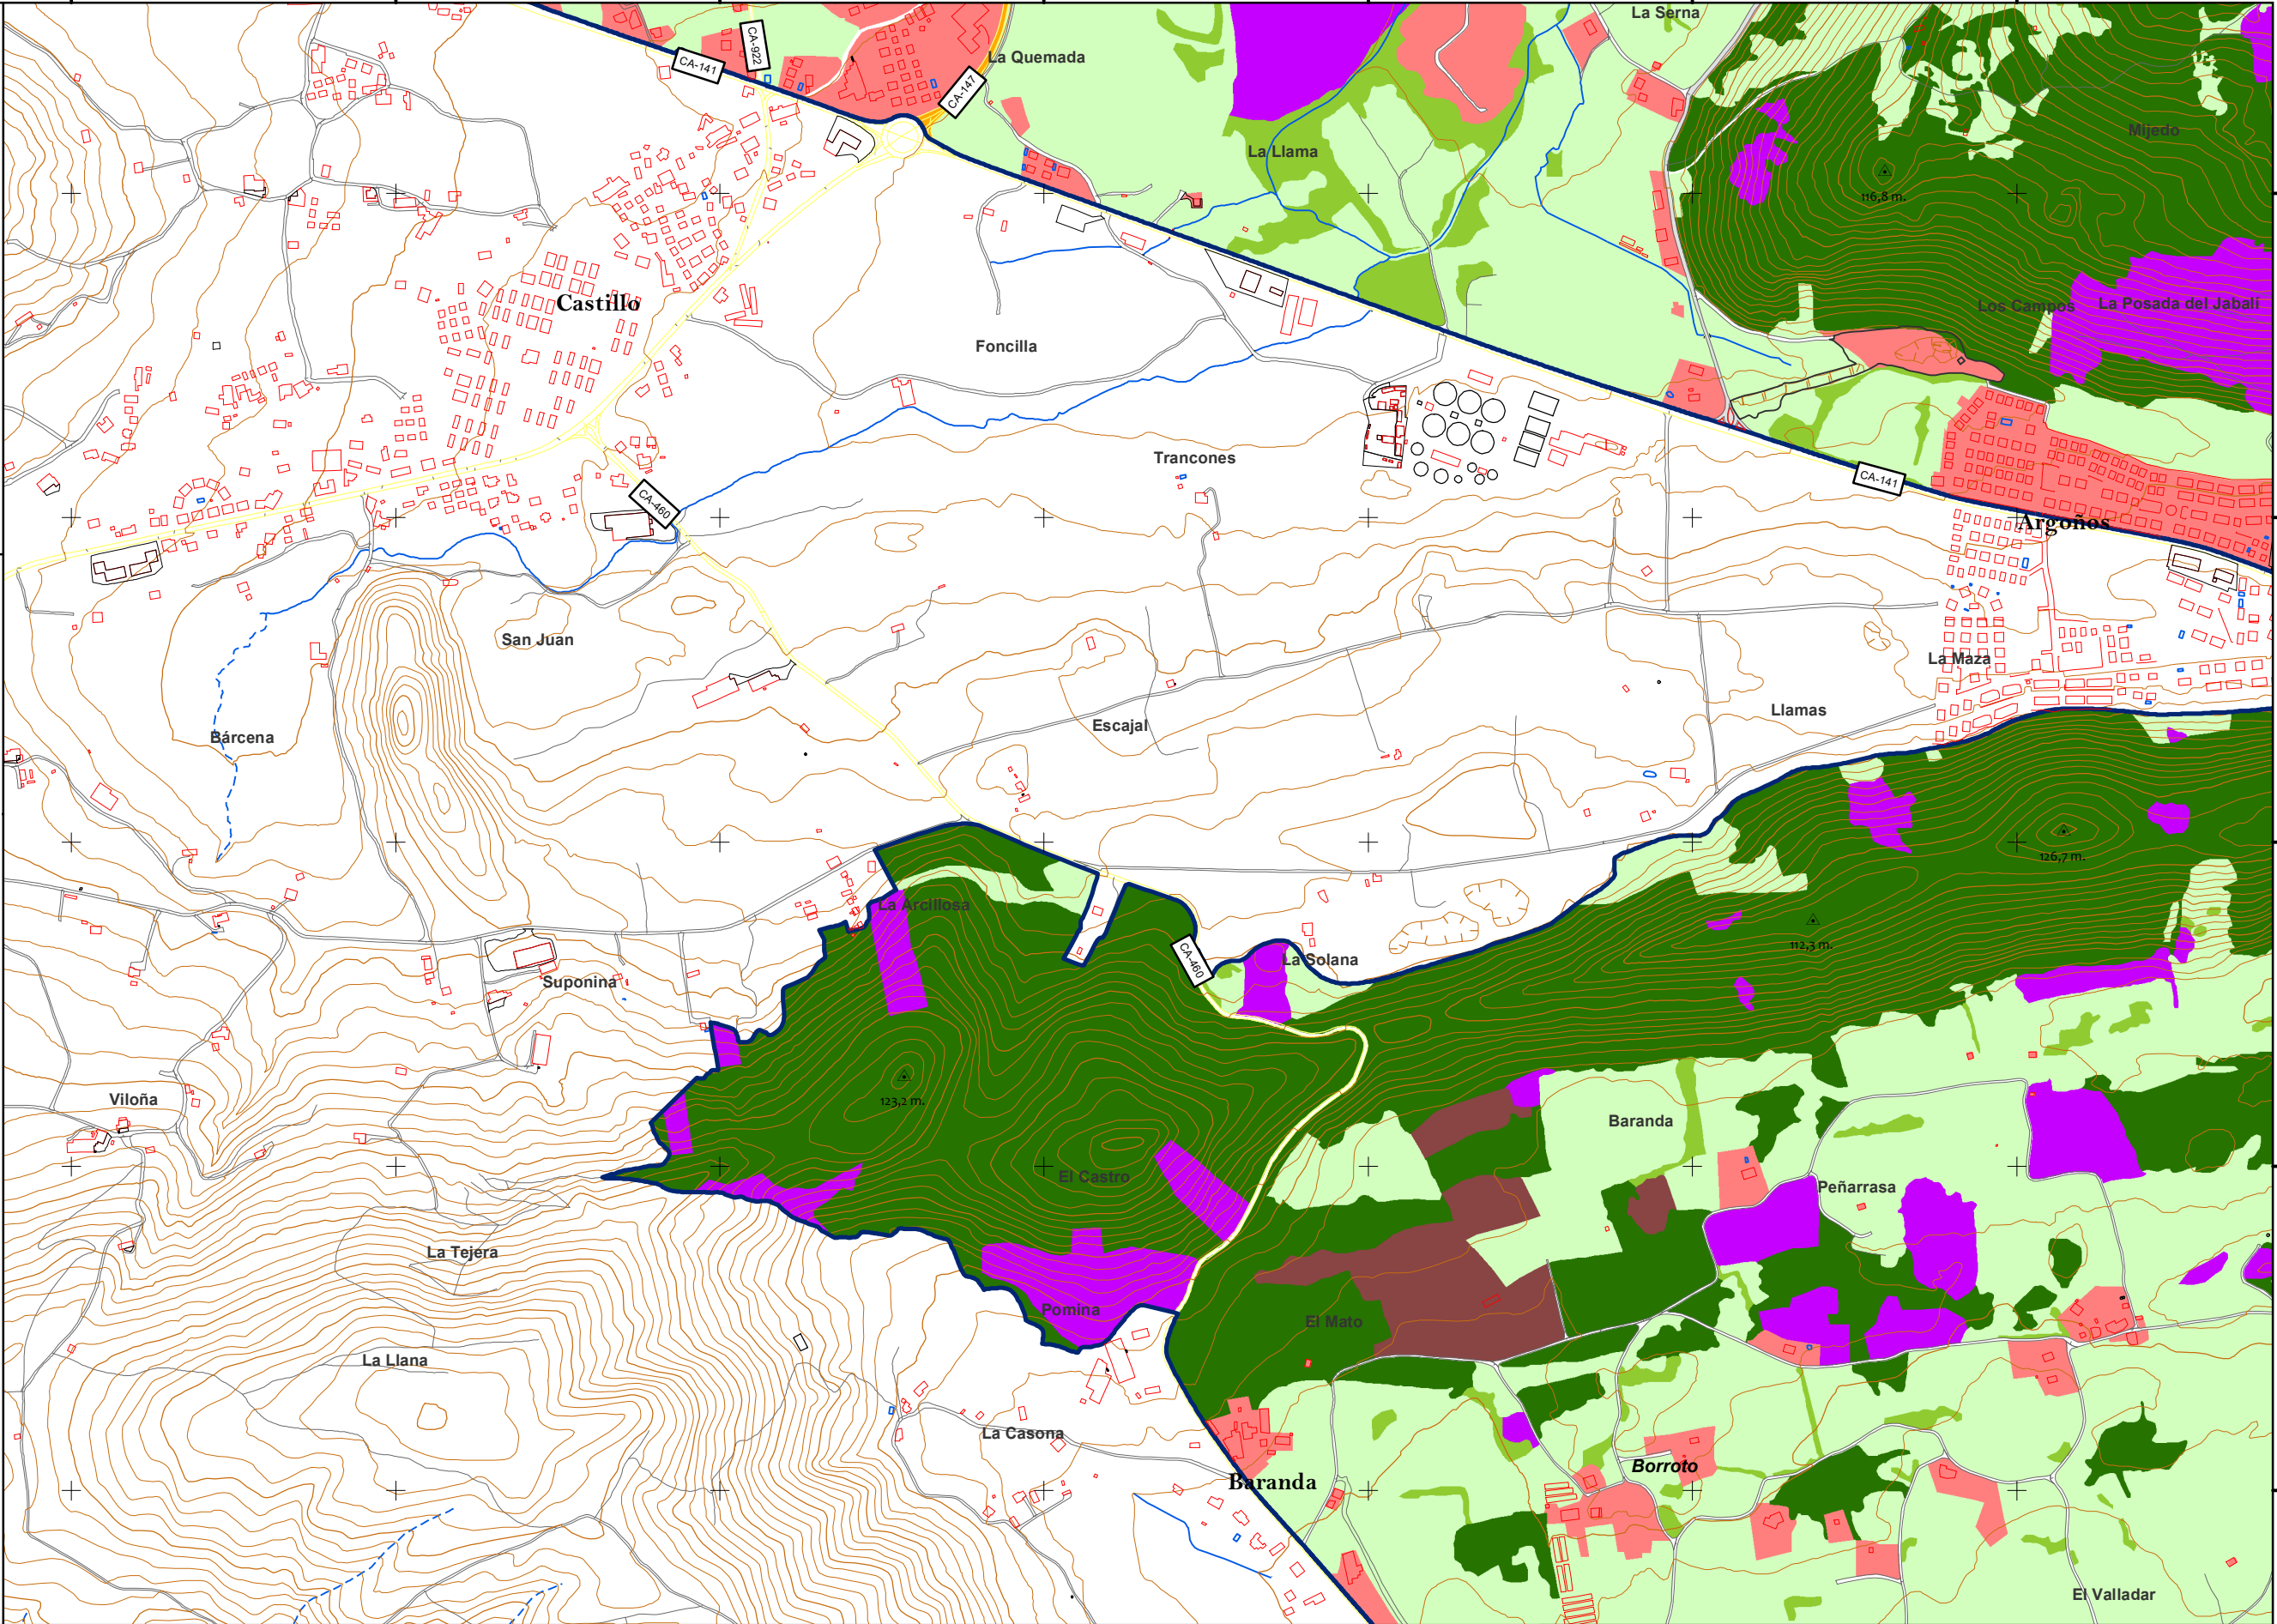 La Serna
CA-922
CA-141
La Quemada
CA-147
Mijedo
La Llama
116,8 m.
Castillo
Los Campos
La Posada del Jabalí
Foncilla
Trancones
CA-141
CA-460
Argoños
San Juan
La Maza
Llamas
Escajal
Bárcena
126,7 m.
La Arcillosa
112,3 m.
CA-460
La Solana
Suponina
Viloña
123,2 m.
Baranda
El Castro
Peñarrasa
La Tejera
Pomina
El Mato
La Llana
La Casona
Borroto
Baranda
El Valladar